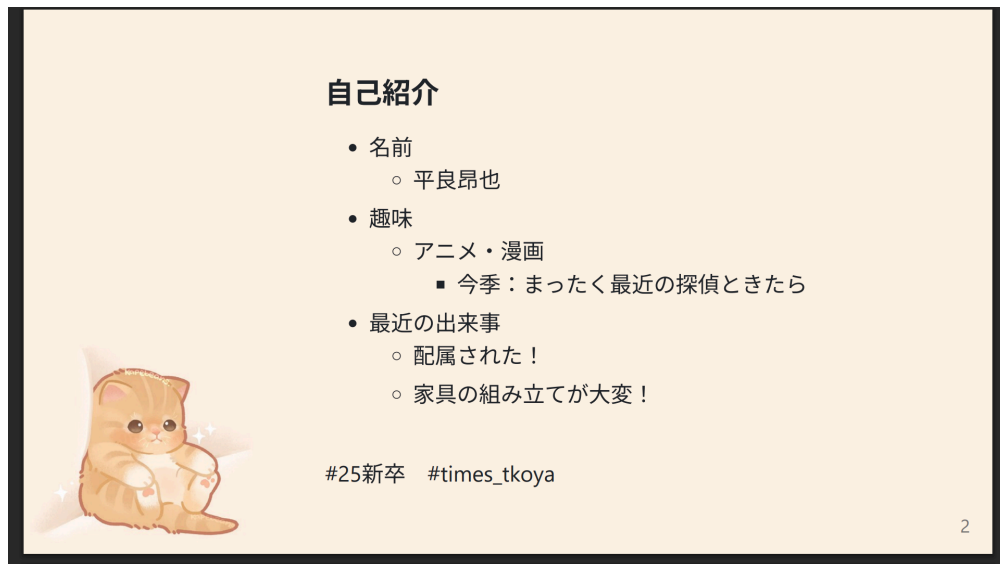 自己紹介
• 名前
○ 平良昂也
• 趣味
○ アニメ・漫画
■ 今季：まったく最近の探偵ときたら
• 最近の出来事
○ 配属された！
○ 家具の組み立てが大変！
#25新卒　#times_tkoya
2